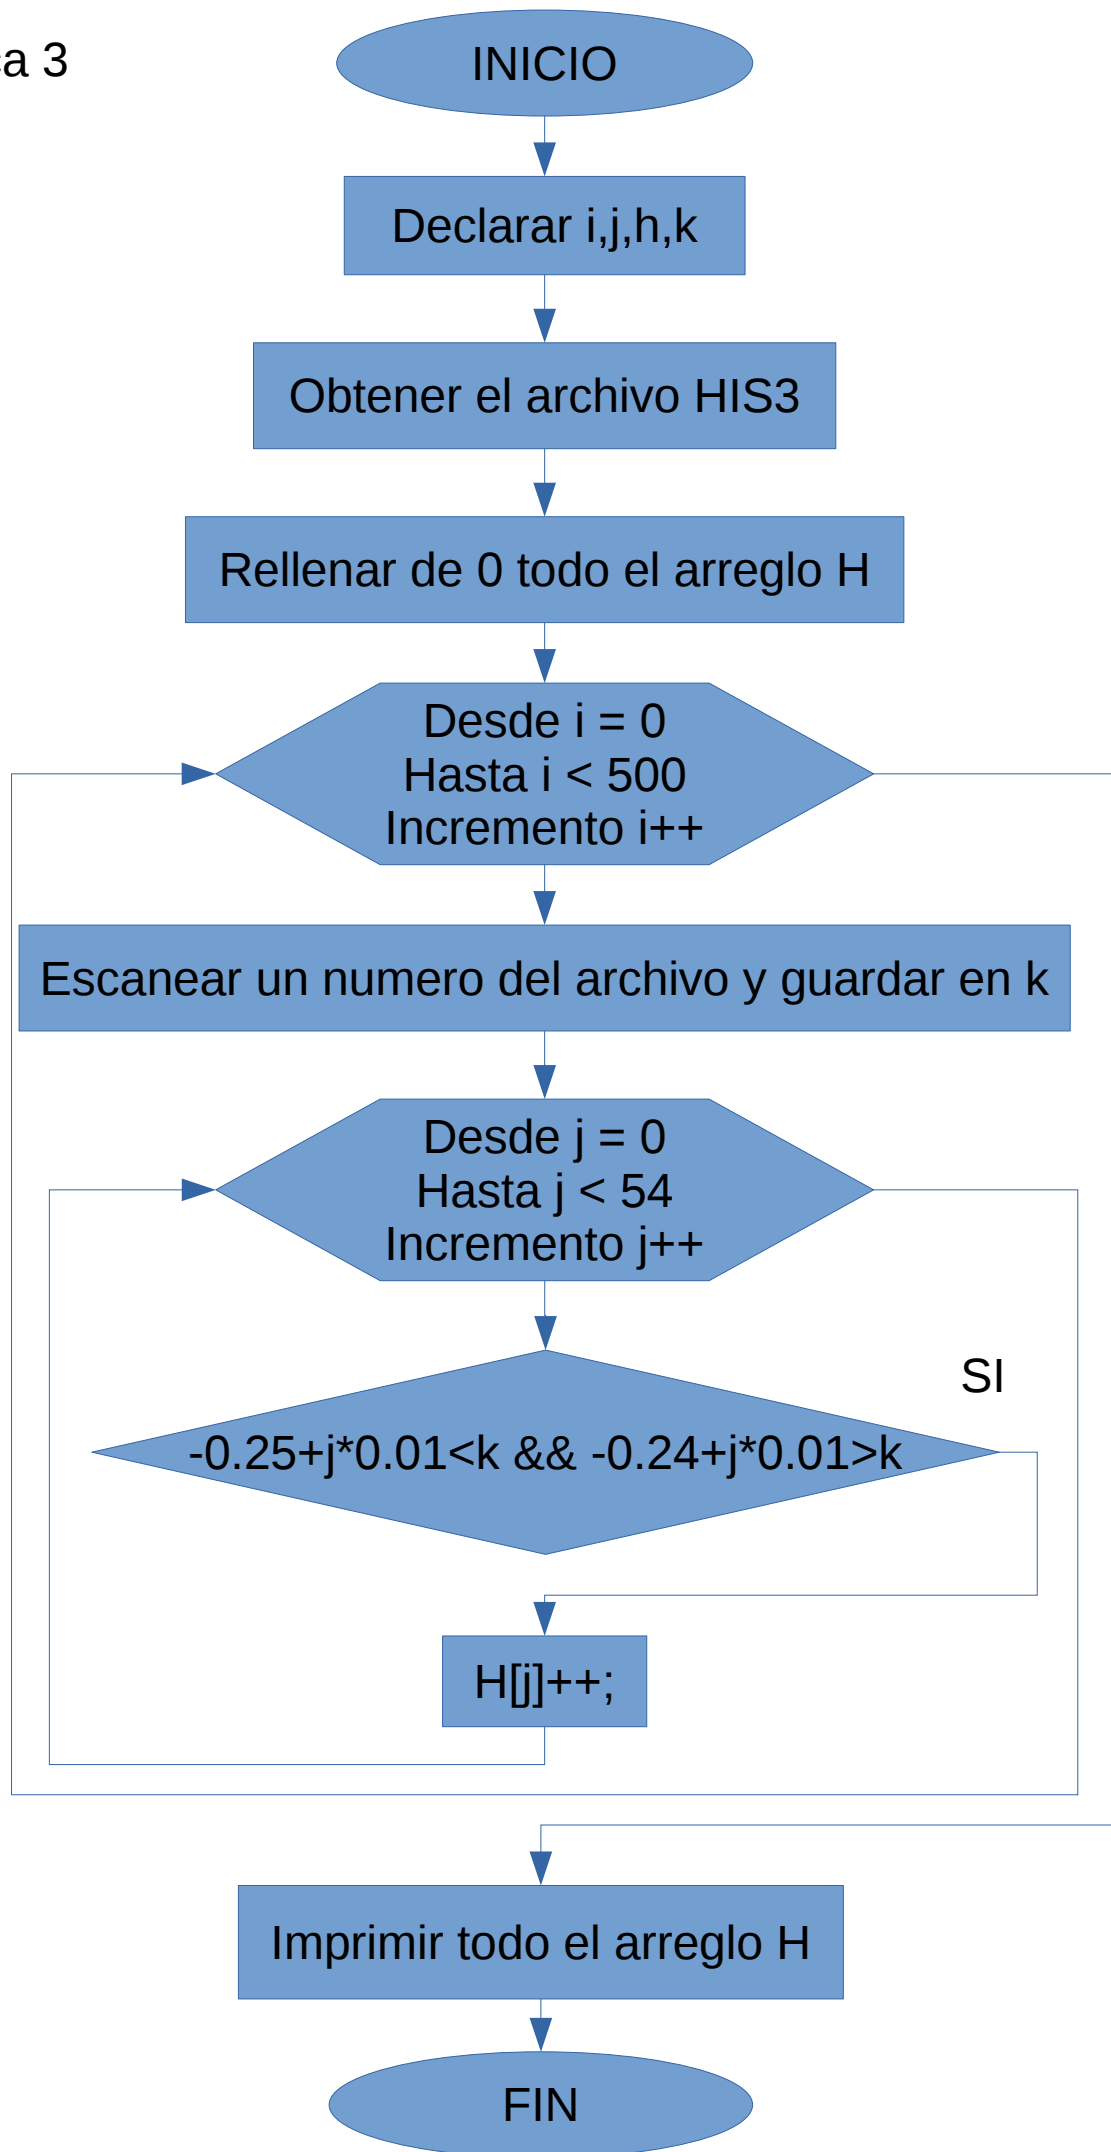 3
INICIO
Declarar i,j,h,k
Obtener el archivo HIS3
Rellenar de 0 todo el arreglo H
Desde i = 0
Hasta i < 500
Incremento i++
Escanear un numero del archivo y guardar en k
Desde j = 0
Hasta j < 54
Incremento j++
SI
-0.25+j*0.01<k && -0.24+j*0.01>k
H[j]++;
Imprimir todo el arreglo H
FIN